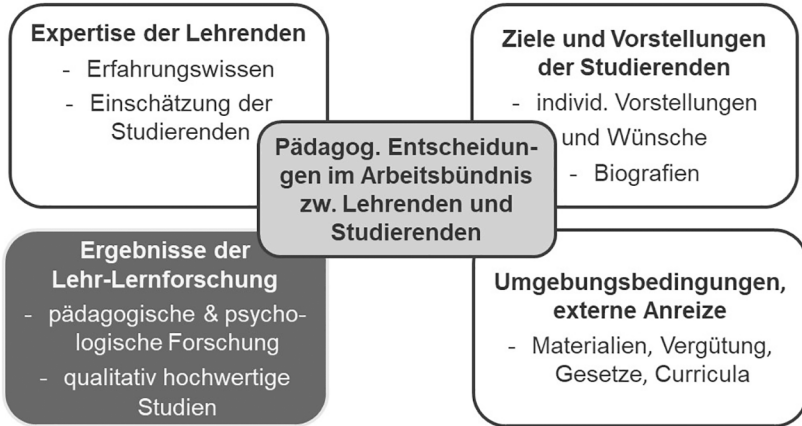 Expertise der Lehrenden
- Erfahrungswissen
- Einschätzung der
Studierenden
Ziele und Vorstellungen
der Studierenden
- individ. Vorstellungen
und Wünsche
- Biografien
Pädagog. Entscheidun-
gen im Arbeitsbündnis
zw. Lehrenden und
Studierenden
Ergebnisse der
Lehr-Lernforschung
- pädagogische & psycho-
logische Forschung
- qualitativ hochwertige
Studien
Umgebungsbedingungen,
externe Anreize
- Materialien, Vergütung,
Gesetze, Curricula